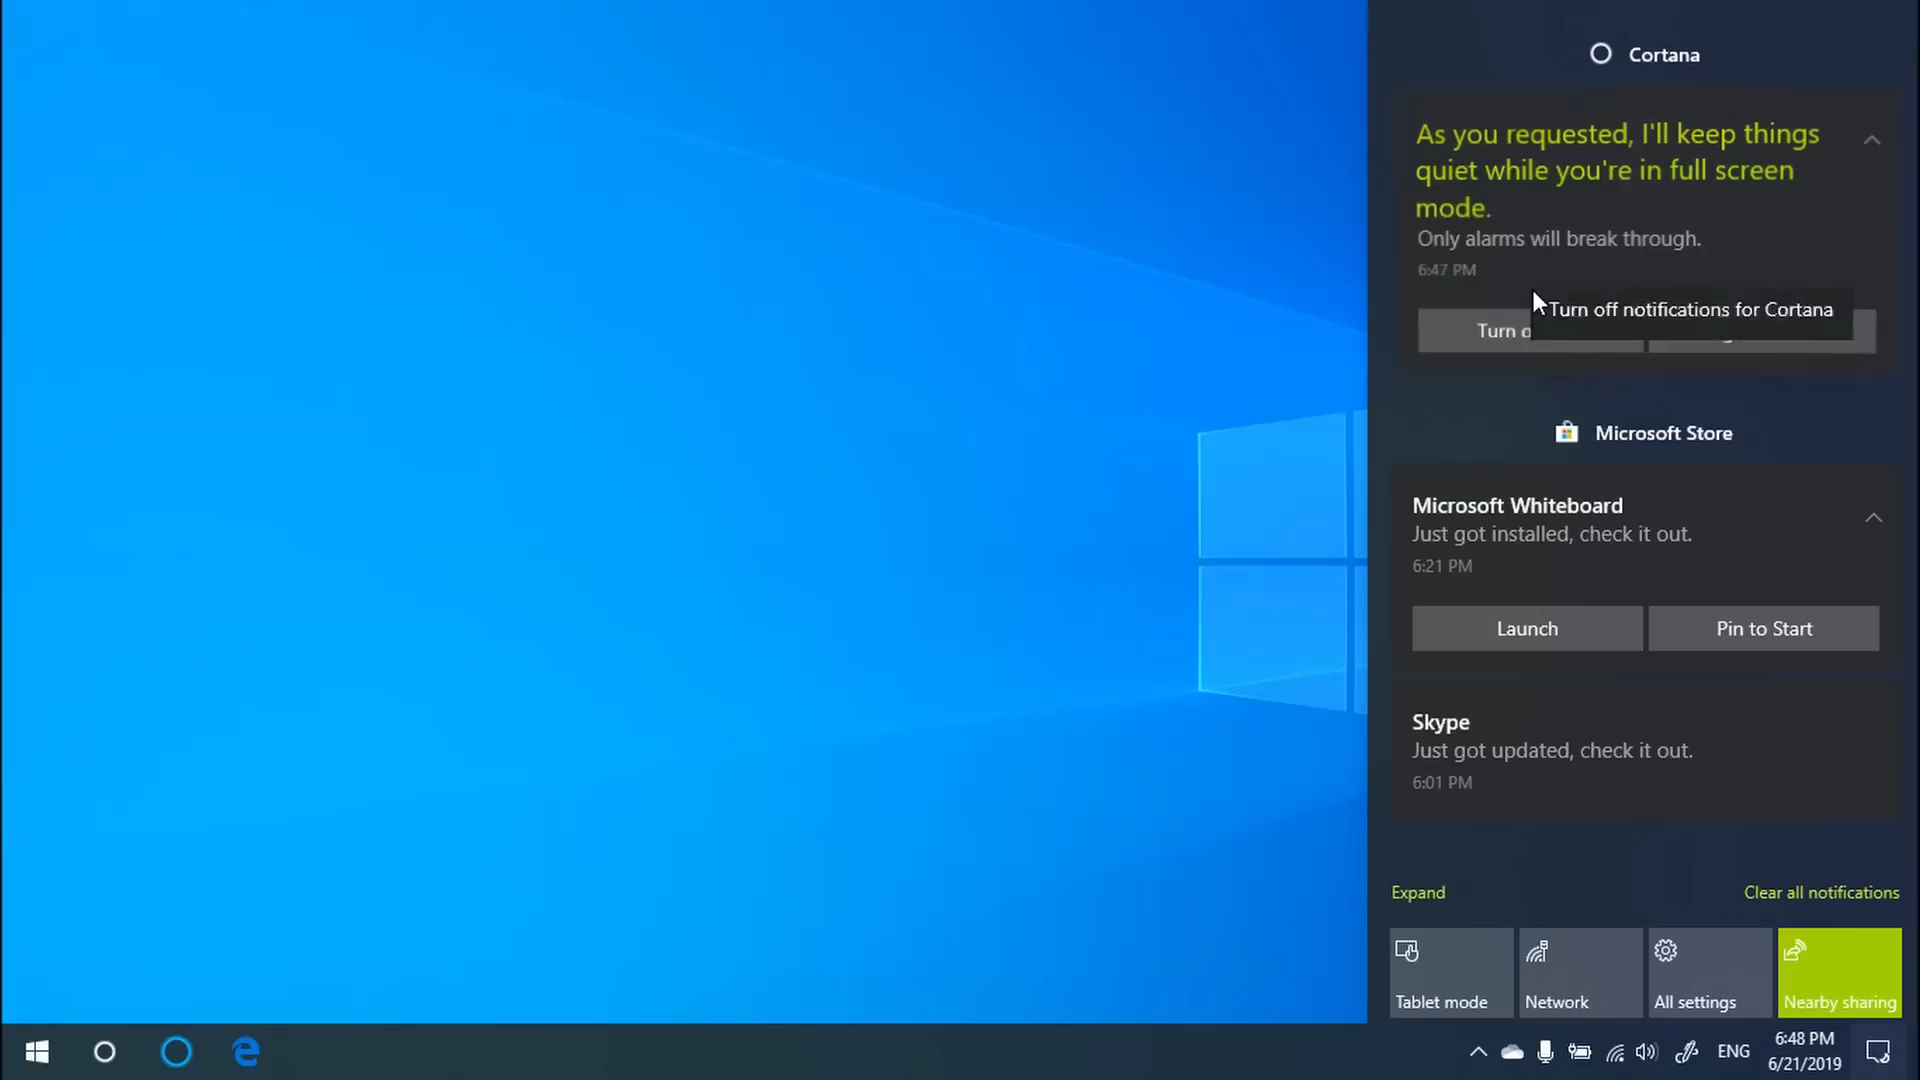 Cortana
As you requested, I'll keep things
quiet while you're in full screen
mode.
Only alarms will break through.
6:47 PM
Turn off notifications for Cortana
Turn
Microsoft Store
Microsoft Whiteboard
Just got installed, check it out.
6:21 PM
Launch Pin to Start
Skype
Just got updated, check it out.
6:01 PM
Expand Clear all notifications
Tablet mode Network All settings Nearby sharing
ENG 6:48 PM
6/21/2019